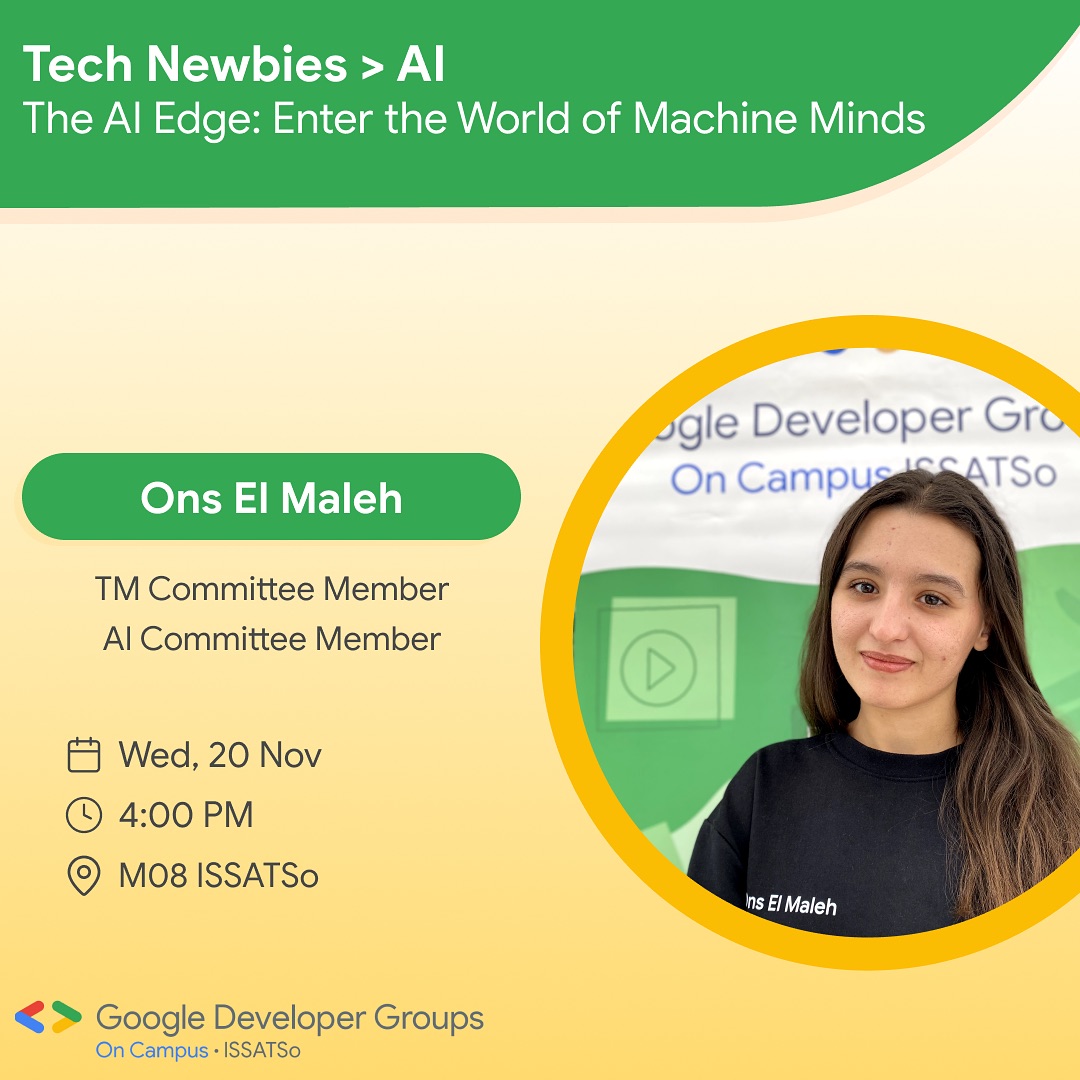 Tech Newbies > AI
The AI Edge: Enter the World of Machine Minds
ogle Developer Gro
On Campus ISSATSo
Ons El Maleh
TM Committee Member
AI Committee Member
Wed, 20 Nov
4:00 PM
M08 ISSATSo
Ons El Maleh
Google Developer Groups
On Campus · ISSATSo